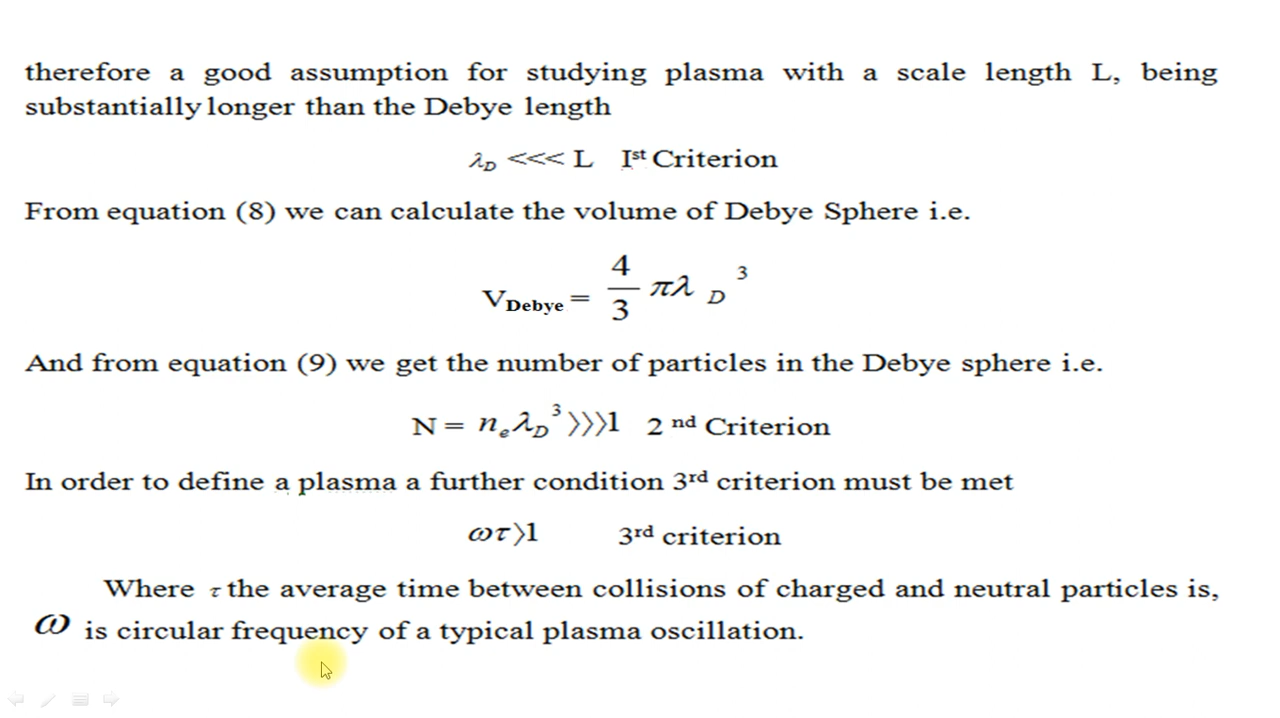 therefore a good assumption for studying plasma with a scale length L, being
substantially longer than the Debye length
λD <<< L Ist Criterion
From equation (8) we can calculate the volume of Debye Sphere i.e.
VDebye = 4/3 πλD3
And from equation (9) we get the number of particles in the Debye sphere i.e.
N = neλD3〉〉〉1 2 nd Criterion
In order to define a plasma a further condition 3rd criterion must be met
ωτ〉1 3rd criterion
Where τ the average time between collisions of charged and neutral particles is,
ω is circular frequency of a typical plasma oscillation.